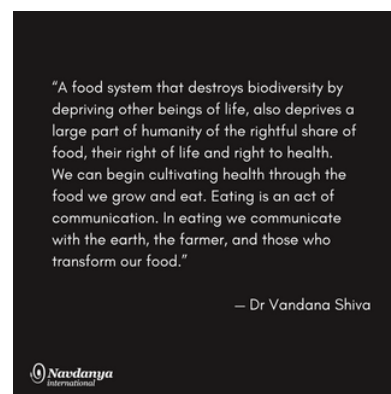 “A food system that destroys biodiversity by
depriving other beings of life, also deprives a
large part of humanity of the rightful share of
food, their right of life and right to health.
We can begin cultivating health through the
food we grow and eat. Eating is an act of
communication. In eating we communicate
with the earth, the farmer, and those who
transform our food.”
— Dr Vandana Shiva
Navdanya
international